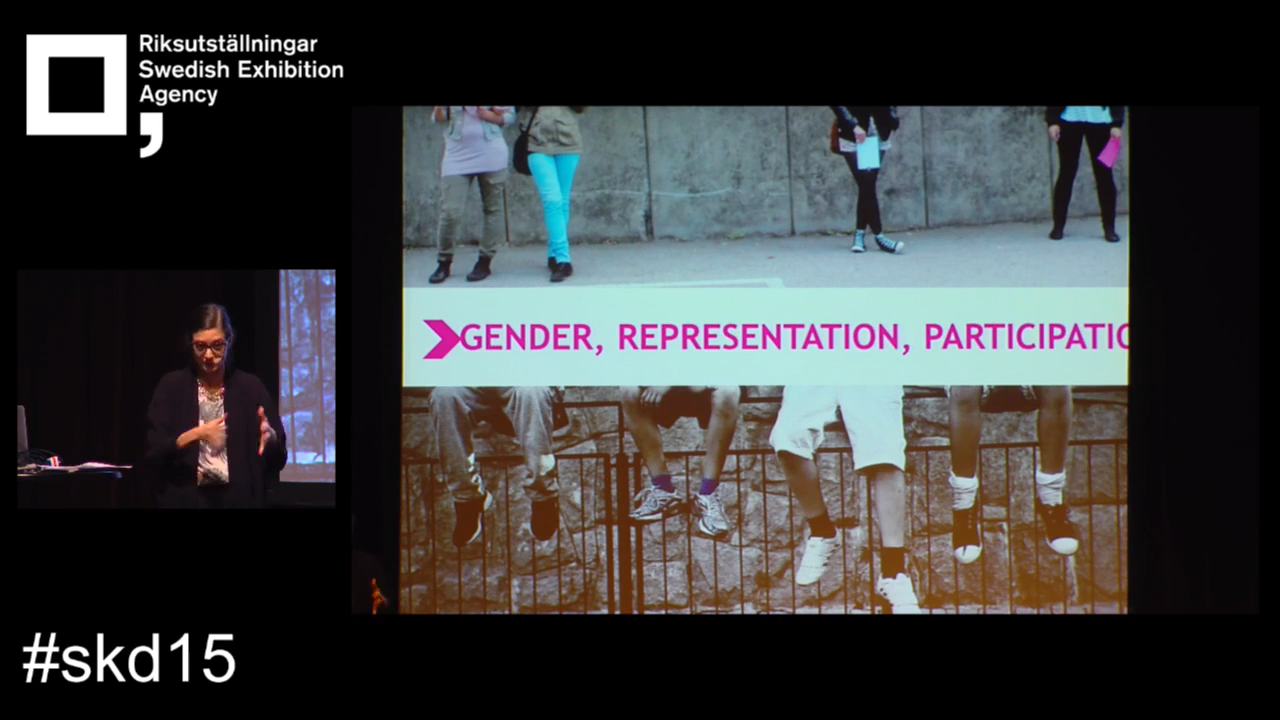 Riksutställningar
Swedish Exhibition
Agency
GENDER, REPRESENTATION, PARTICIPATIO
#skd15